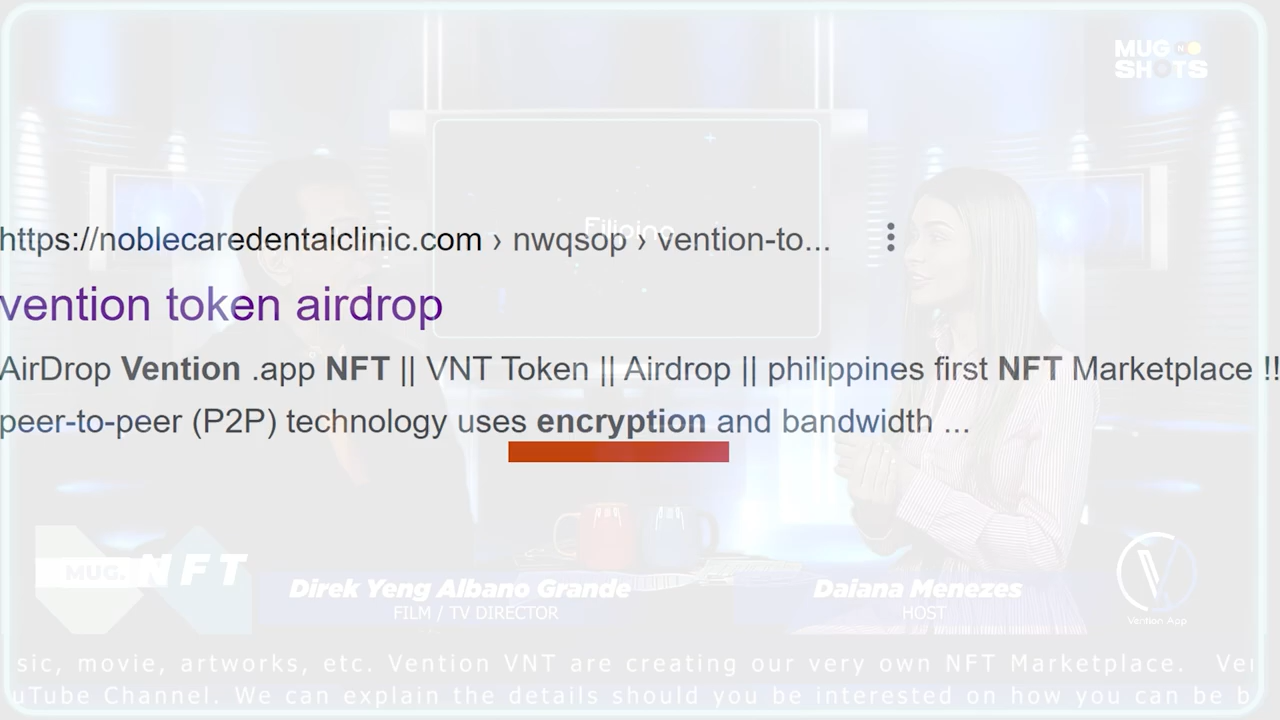 MUG N
SHOTS
Filipino
https://noblecaredentalclinic.com › nwqsop › vention-to...
vention token airdrop
AirDrop Vention .app NFT || VNT Token || Airdrop || philippines first NFT Marketplace !!
peer-to-peer (P2P) technology uses encryption and bandwidth ...
MUG. NFT
Direk Yeng Albano Grande
FILM / TV DIRECTOR
Daiana Menezes
HOST
Vention App
sic, movie, artworks, etc. Vention VNT are creating our very own NFT Marketplace. Ve
uTube Channel. We can explain the details should you be interested on how you can be b